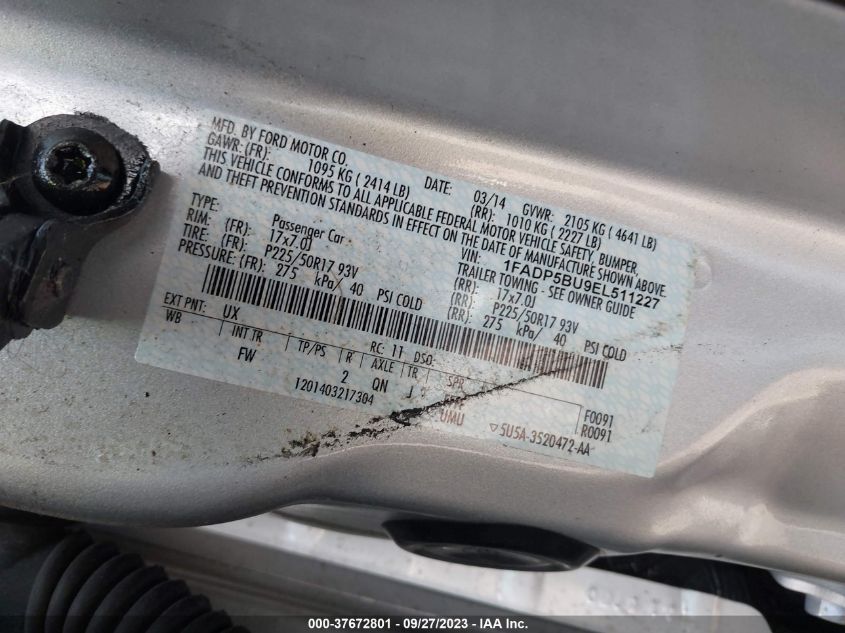 MFD. BY FORD MOTOR CO.
DATE: 03/14 GVWR: 2105 KG ( 4641 LB)
GAWR: (FR): 1095 KG ( 2414 LB) (RR): 1010 KG ( 2227 LB)
THIS VEHICLE CONFORMS TO ALL APPLICABLE FEDERAL MOTOR VEHICLE SAFETY, BUMPER,
AND THEFT PREVENTION STANDARDS IN EFFECT ON THE DATE OF MANUFACTURE SHOWN ABOVE.
VIN: 1FADP5BU9EL511227
TYPE: Passenger Car TRAILER TOWING - SEE OWNER GUIDE
RIM: (FR): 17x7.0J (RR): 17x7.0J
TIRE: (FR): P225/50R17 93V (RR): P225/50R17 93V
PRESSURE: (FR): 275 kPa/ 40 PSI COLD (RR): 275 kPa/ 40 PSI COLD
EXT PNT: UX RC: 11 DSO:
WB INT TR TP/PS R AXLE TR SPR
FW 2 QN J
F0091
R0091
1201403217304 UMU
5U5A-3S20472-AA
000-37672801 - 09/27/2023 - IAA Inc.